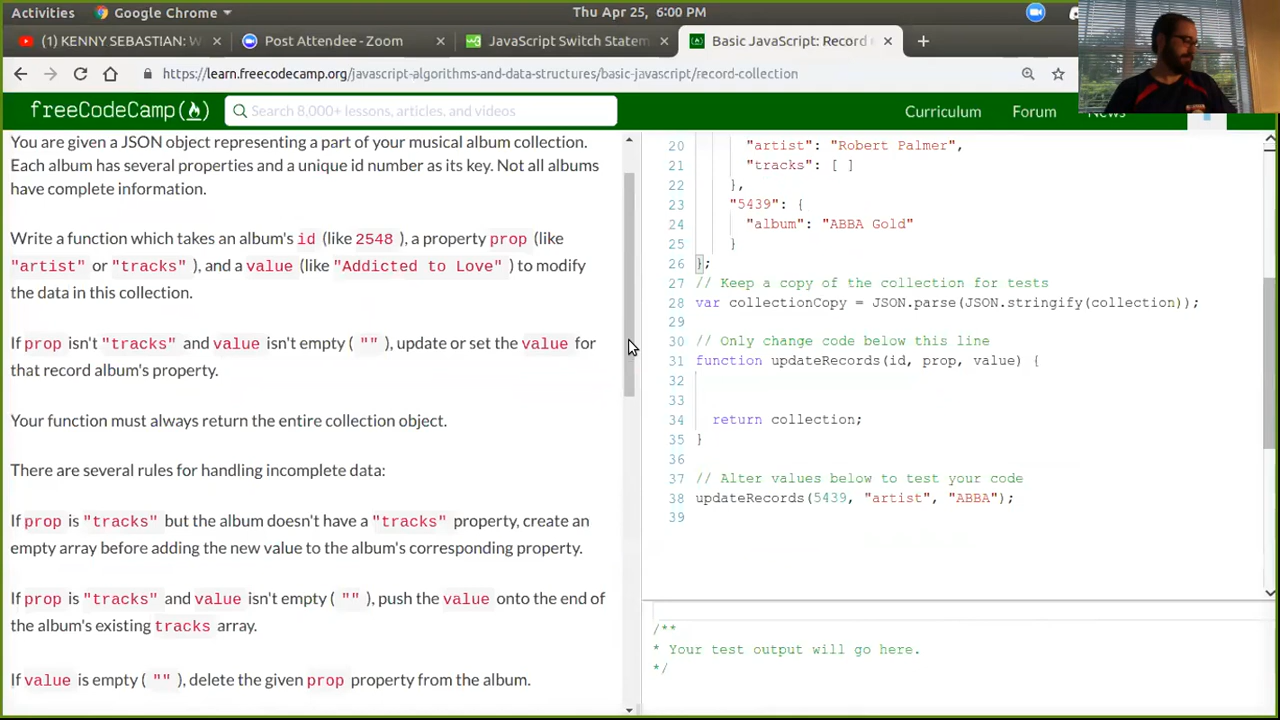 Activities
Google Chrome
Thu Apr 25, 6:00 PM
(1) KENNY SEBASTIAN: W
Post Attendee - Zoom
JavaScript Switch Statem
Basic JavaScript: Record
https://learn.freecodecamp.org/javascript-algorithms-and-data-structures/basic-javascript/record-collection
freeCodeCamp
Search 8,000+ lessons, articles, and videos
Curriculum
Forum
You are given a JSON object representing a part of your musical album collection.
Each album has several properties and a unique id number as its key. Not all albums
have complete information.
Write a function which takes an album's id (like 2548 ), a property prop (like
"artist" or "tracks" ), and a value (like "Addicted to Love" ) to modify
the data in this collection.
If prop isn't "tracks" and value isn't empty ( "" ), update or set the value for
that record album's property.
Your function must always return the entire collection object.
There are several rules for handling incomplete data:
If prop is "tracks" but the album doesn't have a "tracks" property, create an
empty array before adding the new value to the album's corresponding property.
If prop is "tracks" and value isn't empty ( "" ), push the value onto the end of
the album's existing tracks array.
If value is empty ( "" ), delete the given prop property from the album.
20 "artist": "Robert Palmer",
21 "tracks": [ ]
22 },
23 "5439": {
24 "album": "ABBA Gold"
25 }
26 };
27 // Keep a copy of the collection for tests
28 var collectionCopy = JSON.parse(JSON.stringify(collection));
29
30 // Only change code below this line
31 function updateRecords(id, prop, value) {
32
33
34 return collection;
35 }
36
37 // Alter values below to test your code
38 updateRecords(5439, "artist", "ABBA");
39
/**
* Your test output will go here.
*/